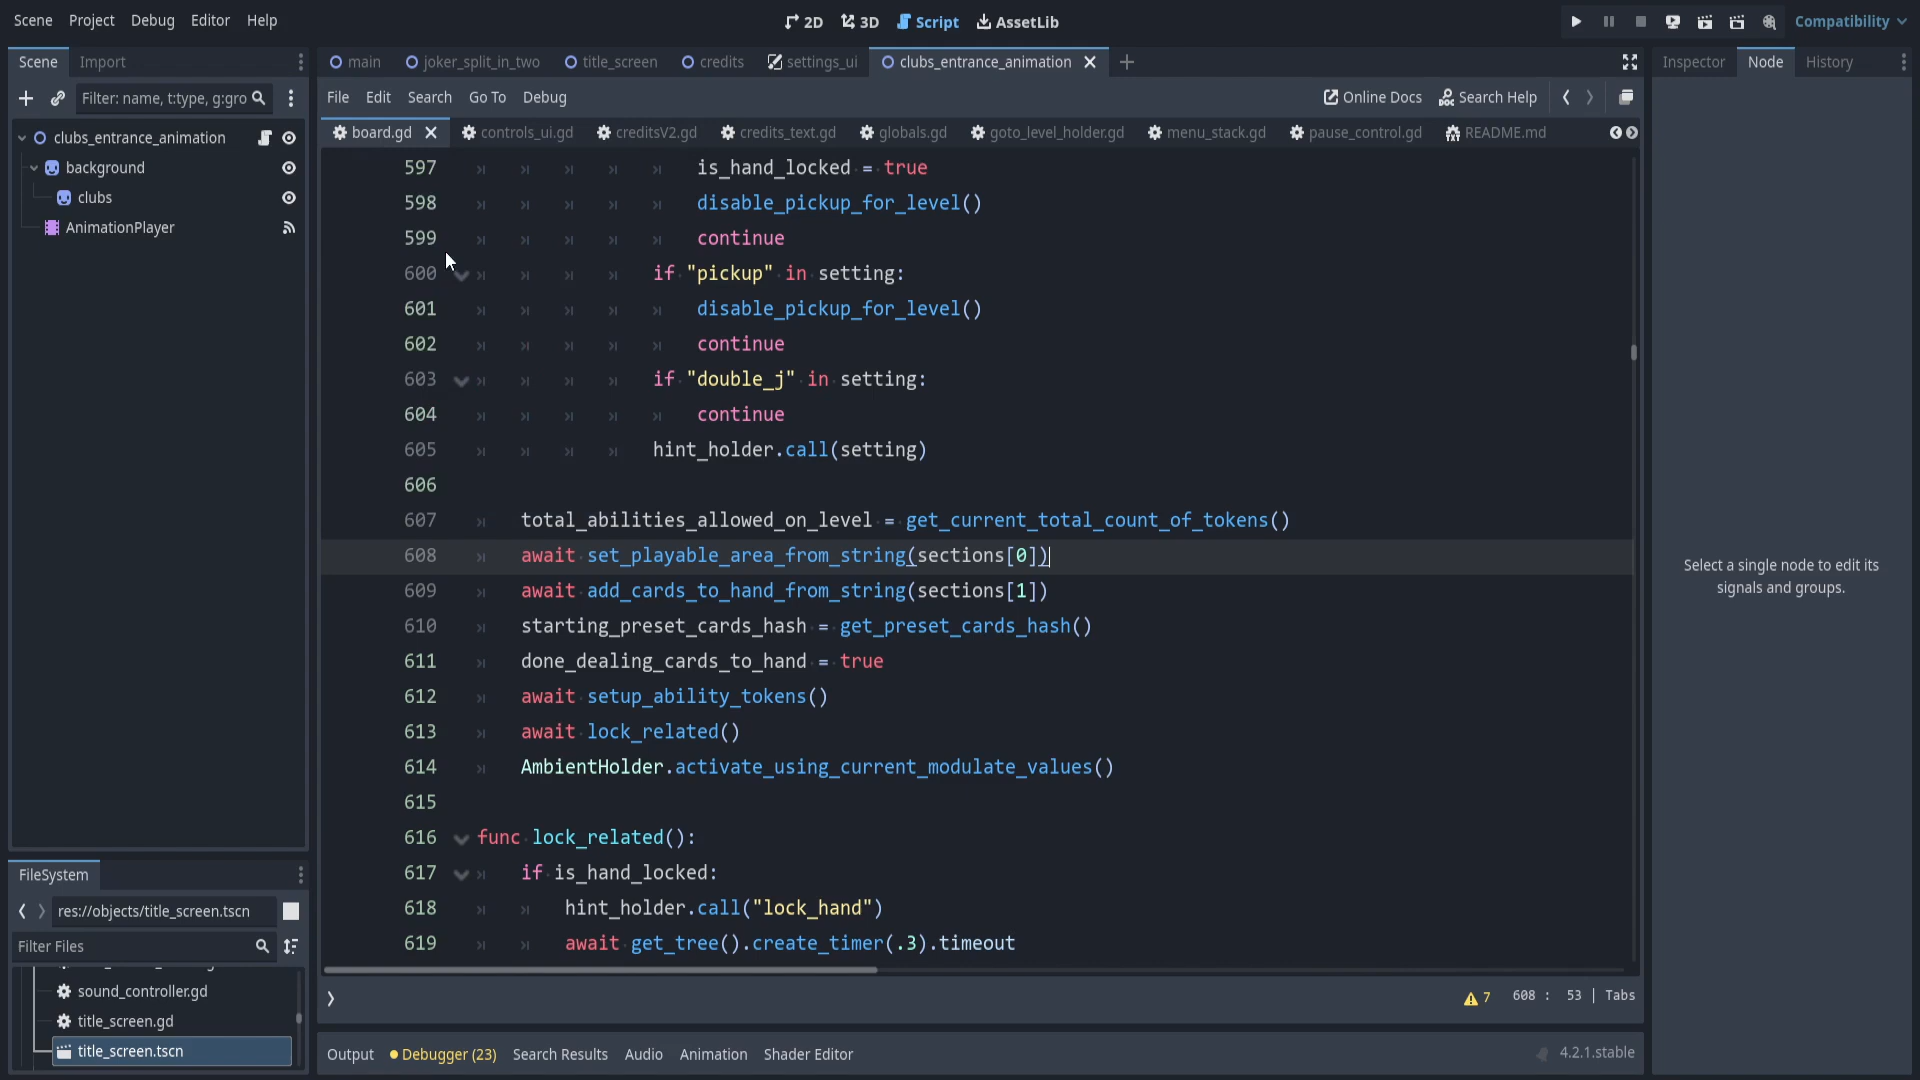 Scene Project Debug Editor Help
2D 3D Script AssetLib
Compatibility
Scene Import
main joker_split_in_two title_screen credits settings_ui clubs_entrance_animation
Inspector Node History
Filter: name, t:type, g:gro
File Edit Search Go To Debug
Online Docs Search Help
clubs_entrance_animation
background
clubs
AnimationPlayer
board.gd controls_ui.gd creditsV2.gd credits_text.gd globals.gd goto_level_holder.gd menu_stack.gd pause_control.gd README.md
597 is_hand_locked = true
598 disable_pickup_for_level()
599 continue
600 if "pickup" in setting:
601 disable_pickup_for_level()
602 continue
603 if "double_j" in setting:
604 continue
605 hint_holder.call(setting)
606
607 total_abilities_allowed_on_level = get_current_total_count_of_tokens()
608 await set_playable_area_from_string(sections[0])
609 await add_cards_to_hand_from_string(sections[1])
610 starting_preset_cards_hash = get_preset_cards_hash()
611 done_dealing_cards_to_hand = true
612 await setup_ability_tokens()
613 await lock_related()
614 AmbientHolder.activate_using_current_modulate_values()
615
616 func lock_related():
617 if is_hand_locked:
618 hint_holder.call("lock_hand")
619 await get_tree().create_timer(.3).timeout
7 608 : 53 | Tabs
Select a single node to edit its
signals and groups.
FileSystem
res://objects/title_screen.tscn
Filter Files
sound_controller.gd
title_screen.gd
title_screen.tscn
Output Debugger (23) Search Results Audio Animation Shader Editor
4.2.1.stable